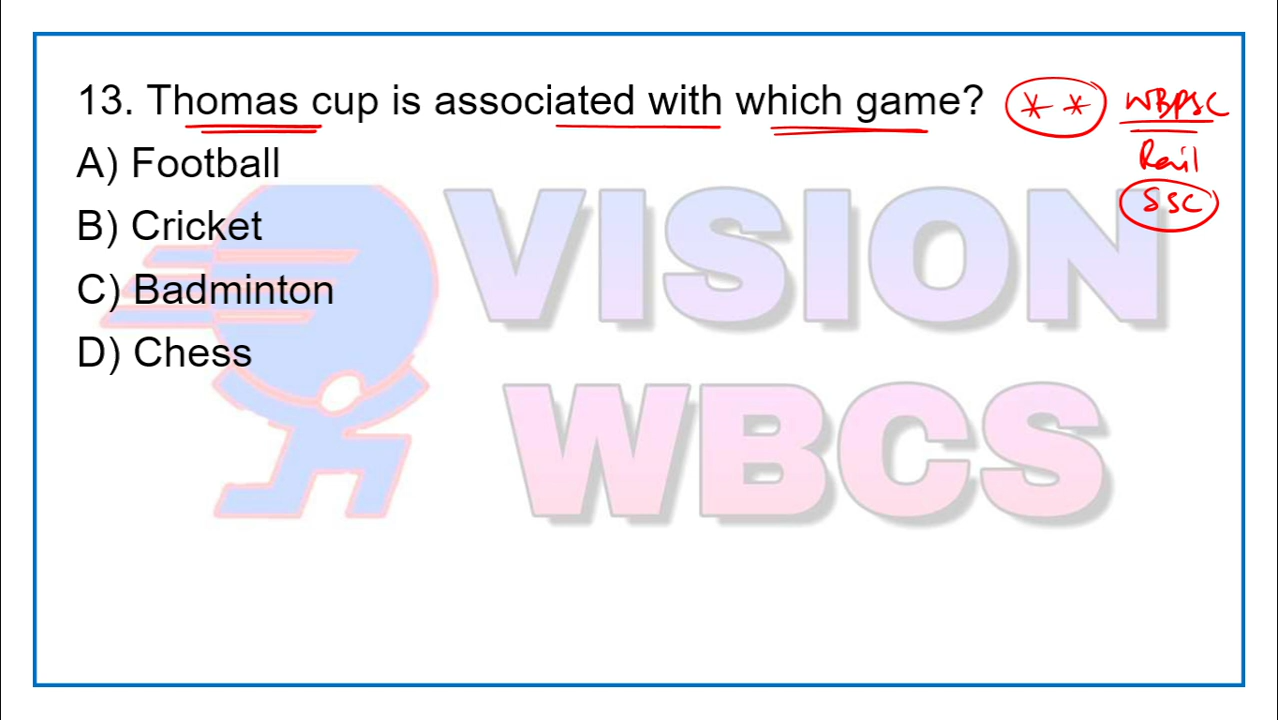 13. Thomas cup is associated with which game? ** WBPSC
A) Football Rail
SSC
B) Cricket
C) Badminton
D) Chess
VISION
WBCS